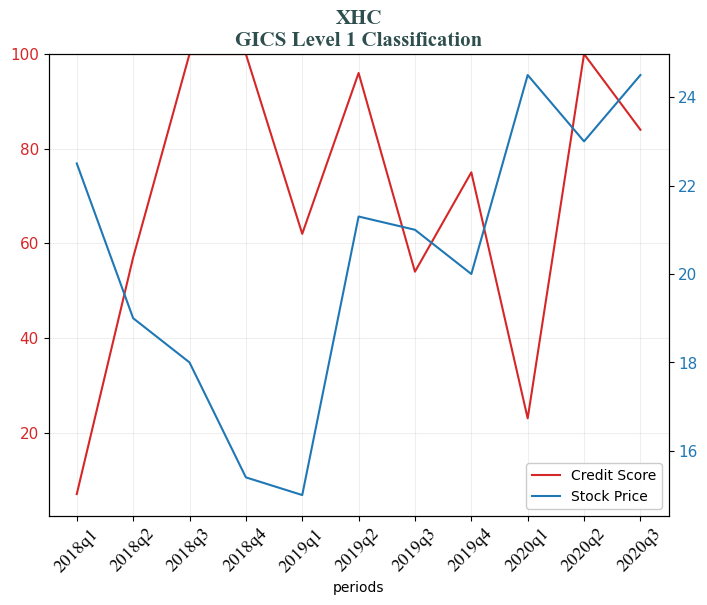 XHC
GICS Level 1 Classification
100
80
60
40
20
24
22
20
18
16
Credit Score
Stock Price
2018q1 2018q2 2018q3 2018q4 2019q1 2019q2 2019q3 2019q4 2020q1 2020q2 2020q3
periods